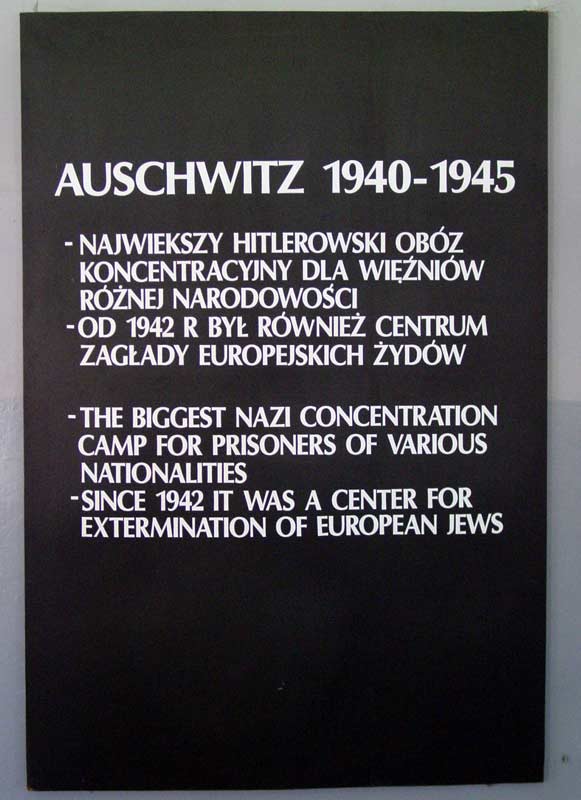 AUSCHWITZ 1940-1945
- NAJWIEKSZY HITLEROWSKI OBÓZ
KONCENTRACYJNY DLA WIĘŹNIÓW
RÓŻNEJ NARODOWOŚCI
- OD 1942 R BYŁ RÓWNIEŻ CENTRUM
ZAGŁADY EUROPEJSKICH ŻYDÓW
- THE BIGGEST NAZI CONCENTRATION
CAMP FOR PRISONERS OF VARIOUS
NATIONALITIES
- SINCE 1942 IT WAS A CENTER FOR
EXTERMINATION OF EUROPEAN JEWS